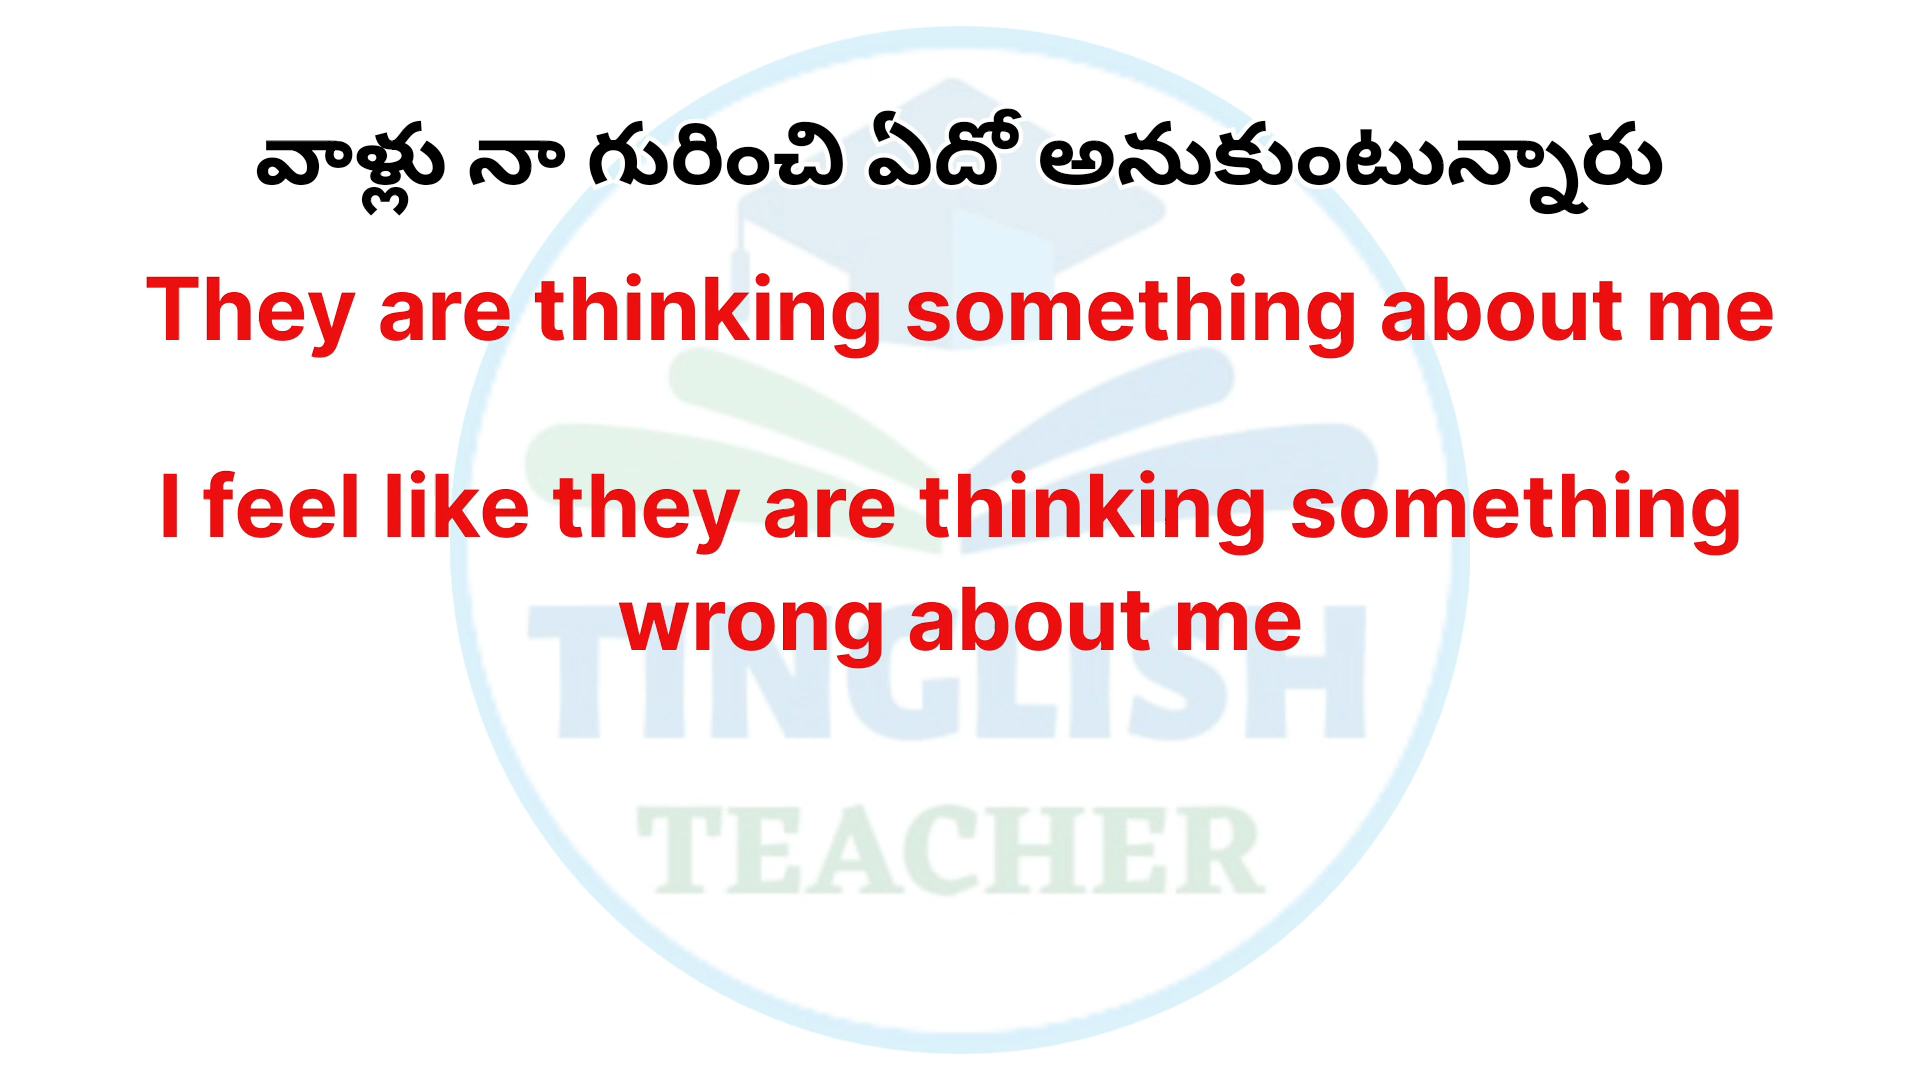 వాళ్లు నా గురించి ఏదో అనుకుంటున్నారు
They are thinking something about me
I feel like they are thinking something
wrong about me
TINGLISH
TEACHER